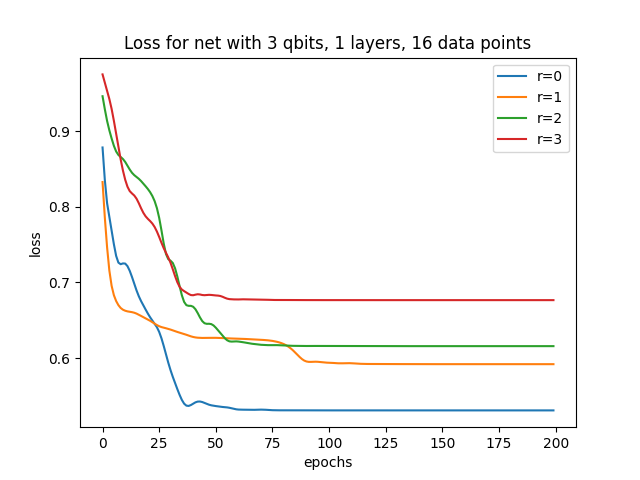 Loss for net with 3 qbits, 1 layers, 16 data points
r=0
r=1
r=2
r=3
loss
0.9
0.8
0.7
0.6
0 25 50 75 100 125 150 175 200
epochs